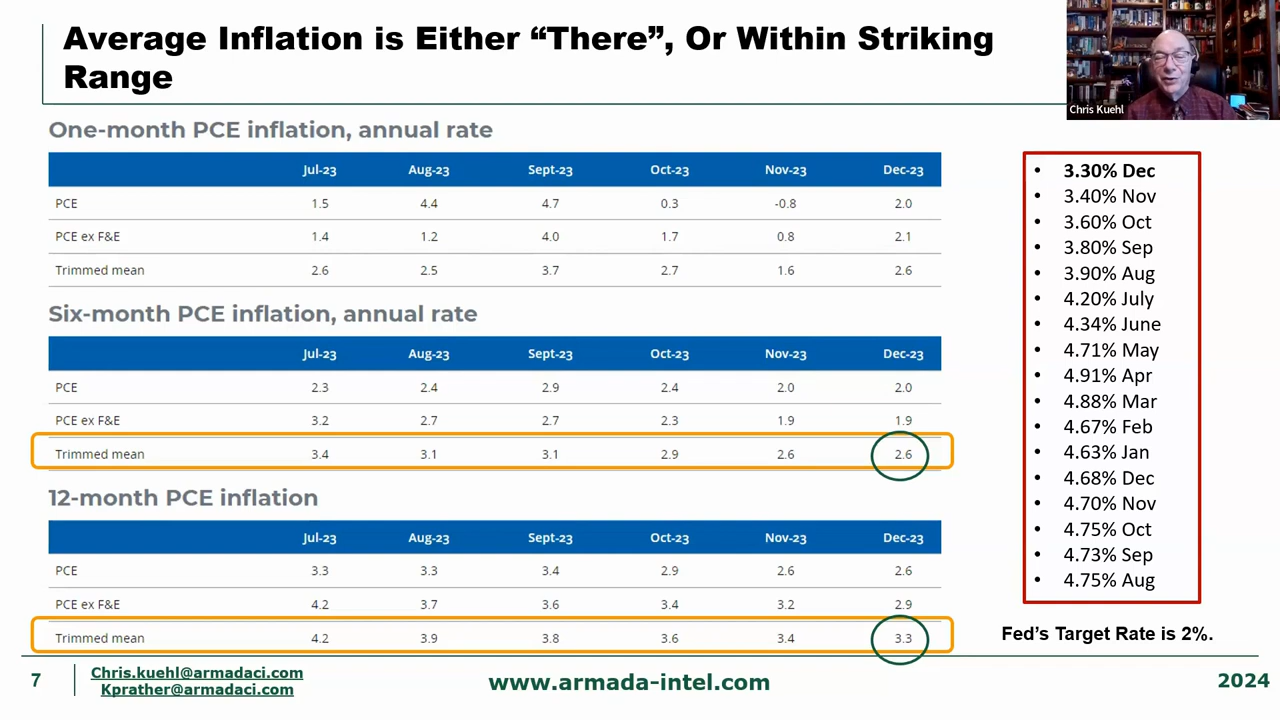 Average Inflation is Either “There”, Or Within Striking
Range
Chris Kuehl
One-month PCE inflation, annual rate
Jul-23 Aug-23 Sept-23 Oct-23 Nov-23 Dec-23
PCE 1.5 4.4 4.7 0.3 -0.8 2.0
PCE ex F&E 1.4 1.2 4.0 1.7 0.8 2.1
Trimmed mean 2.6 2.5 3.7 2.7 1.6 2.6
Six-month PCE inflation, annual rate
Jul-23 Aug-23 Sept-23 Oct-23 Nov-23 Dec-23
PCE 2.3 2.4 2.9 2.4 2.0 2.0
PCE ex F&E 3.2 2.7 2.7 2.3 1.9 1.9
Trimmed mean 3.4 3.1 3.1 2.9 2.6 2.6
12-month PCE inflation
Jul-23 Aug-23 Sept-23 Oct-23 Nov-23 Dec-23
PCE 3.3 3.3 3.4 2.9 2.6 2.6
PCE ex F&E 4.2 3.7 3.6 3.4 3.2 2.9
Trimmed mean 4.2 3.9 3.8 3.6 3.4 3.3
• 3.30% Dec
• 3.40% Nov
• 3.60% Oct
• 3.80% Sep
• 3.90% Aug
• 4.20% July
• 4.34% June
• 4.71% May
• 4.91% Apr
• 4.88% Mar
• 4.67% Feb
• 4.63% Jan
• 4.68% Dec
• 4.70% Nov
• 4.75% Oct
• 4.73% Sep
• 4.75% Aug
Fed’s Target Rate is 2%.
7
Chris.kuehl@armadaci.com
Kprather@armadaci.com
www.armada-intel.com
2024